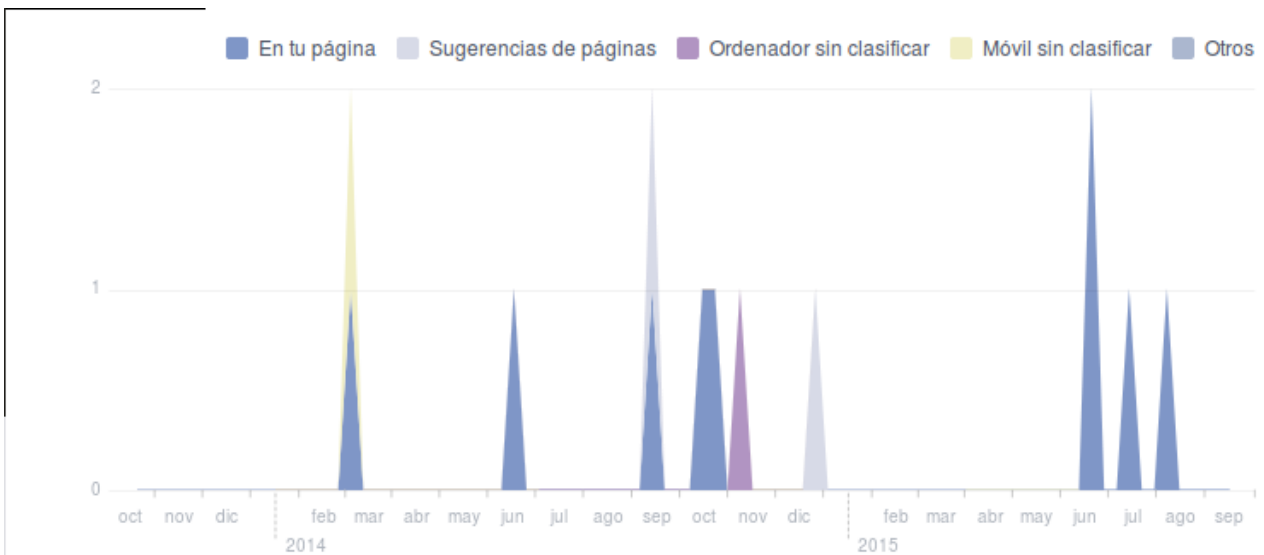 En tu página Sugerencias de páginas Ordenador sin clasificar Móvil sin clasificar Otros
2
1
0
oct nov dic feb mar abr may jun jul ago sep oct nov dic feb mar abr may jun jul ago sep
2014 2015